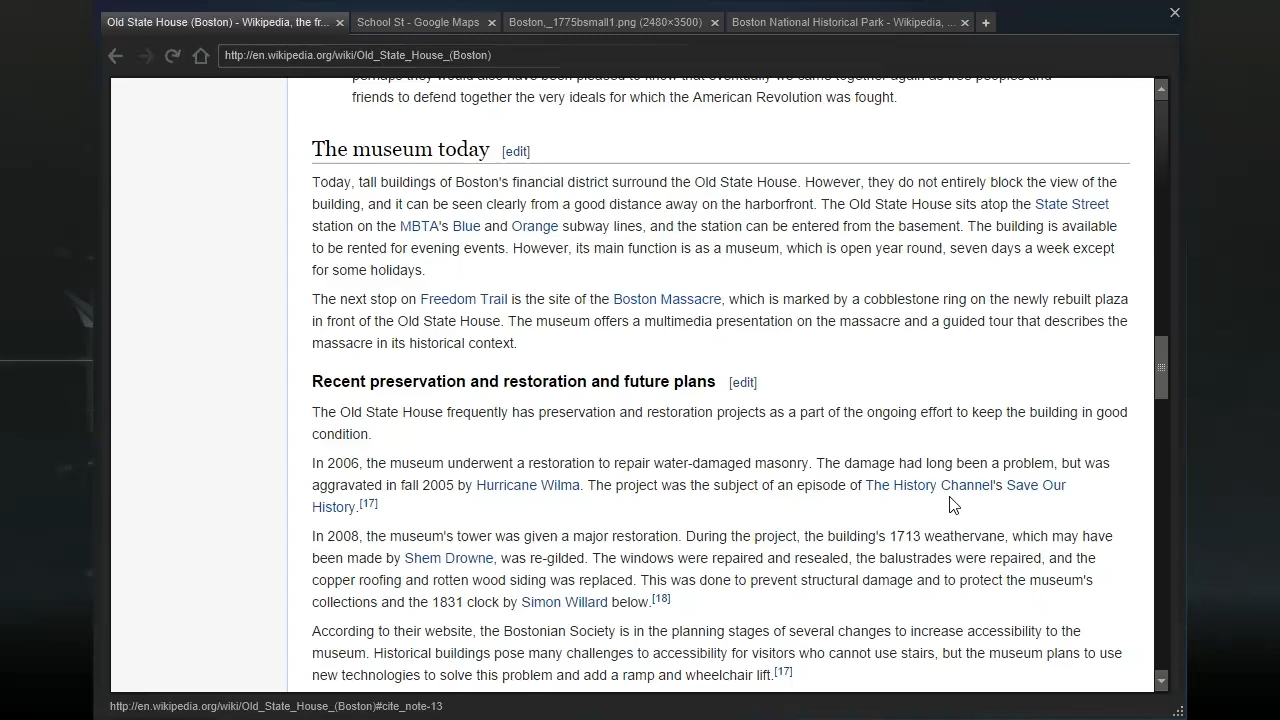 Old State House (Boston) - Wikipedia, the fr...
School St - Google Maps
Boston,_1775bsmall1.png (2480×3500)
Boston National Historical Park - Wikipedia, ...
http://en.wikipedia.org/wiki/Old_State_House_(Boston)
perhaps they would also have been pleased to know that eventually we came together again as free peoples and
friends to defend together the very ideals for which the American Revolution was fought.
The museum today [edit]
Today, tall buildings of Boston's financial district surround the Old State House. However, they do not entirely block the view of the
building, and it can be seen clearly from a good distance away on the harborfront. The Old State House sits atop the State Street
station on the MBTA's Blue and Orange subway lines, and the station can be entered from the basement. The building is available
to be rented for evening events. However, its main function is as a museum, which is open year round, seven days a week except
for some holidays.
The next stop on Freedom Trail is the site of the Boston Massacre, which is marked by a cobblestone ring on the newly rebuilt plaza
in front of the Old State House. The museum offers a multimedia presentation on the massacre and a guided tour that describes the
massacre in its historical context.
Recent preservation and restoration and future plans [edit]
The Old State House frequently has preservation and restoration projects as a part of the ongoing effort to keep the building in good
condition.
In 2006, the museum underwent a restoration to repair water-damaged masonry. The damage had long been a problem, but was
aggravated in fall 2005 by Hurricane Wilma. The project was the subject of an episode of The History Channel's Save Our
History.[17]
In 2008, the museum's tower was given a major restoration. During the project, the building's 1713 weathervane, which may have
been made by Shem Drowne, was re-gilded. The windows were repaired and resealed, the balustrades were repaired, and the
copper roofing and rotten wood siding was replaced. This was done to prevent structural damage and to protect the museum's
collections and the 1831 clock by Simon Willard below.[18]
According to their website, the Bostonian Society is in the planning stages of several changes to increase accessibility to the
museum. Historical buildings pose many challenges to accessibility for visitors who cannot use stairs, but the museum plans to use
new technologies to solve this problem and add a ramp and wheelchair lift.[17]
http://en.wikipedia.org/wiki/Old_State_House_(Boston)#cite_note-13